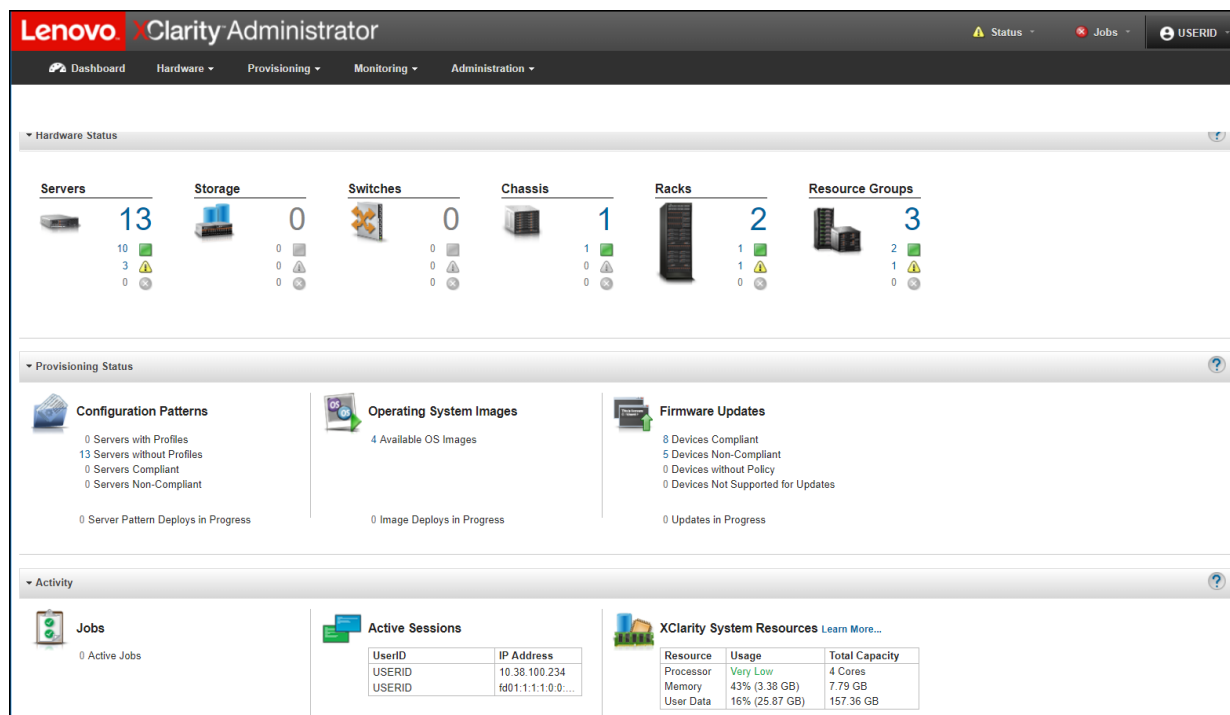 Lenovo. XClarity Administrator
Status
Jobs
USERID
Dashboard
Hardware
Provisioning
Monitoring
Administration
Hardware Status
?
Servers
13
10
3
0
Storage
0
0
0
0
Switches
0
0
0
0
Chassis
1
1
0
0
Racks
2
1
1
0
Resource Groups
3
2
1
0
Provisioning Status
?
Configuration Patterns
0 Servers with Profiles
13 Servers without Profiles
0 Servers Compliant
0 Servers Non-Compliant
0 Server Pattern Deploys in Progress
OS
OS
Operating System Images
4 Available OS Images
0 Image Deploys in Progress
Firmware Updates
8 Devices Compliant
5 Devices Non-Compliant
0 Devices without Policy
0 Devices Not Supported for Updates
0 Updates in Progress
Activity
?
Jobs
0 Active Jobs
Active Sessions
UserID IP Address
USERID 10.38.100.234
USERID fd01:1:1:1:0:0:...
XClarity System Resources Learn More...
Resource Usage Total Capacity
Processor Very Low 4 Cores
Memory 43% (3.38 GB) 7.79 GB
User Data 16% (25.87 GB) 157.36 GB